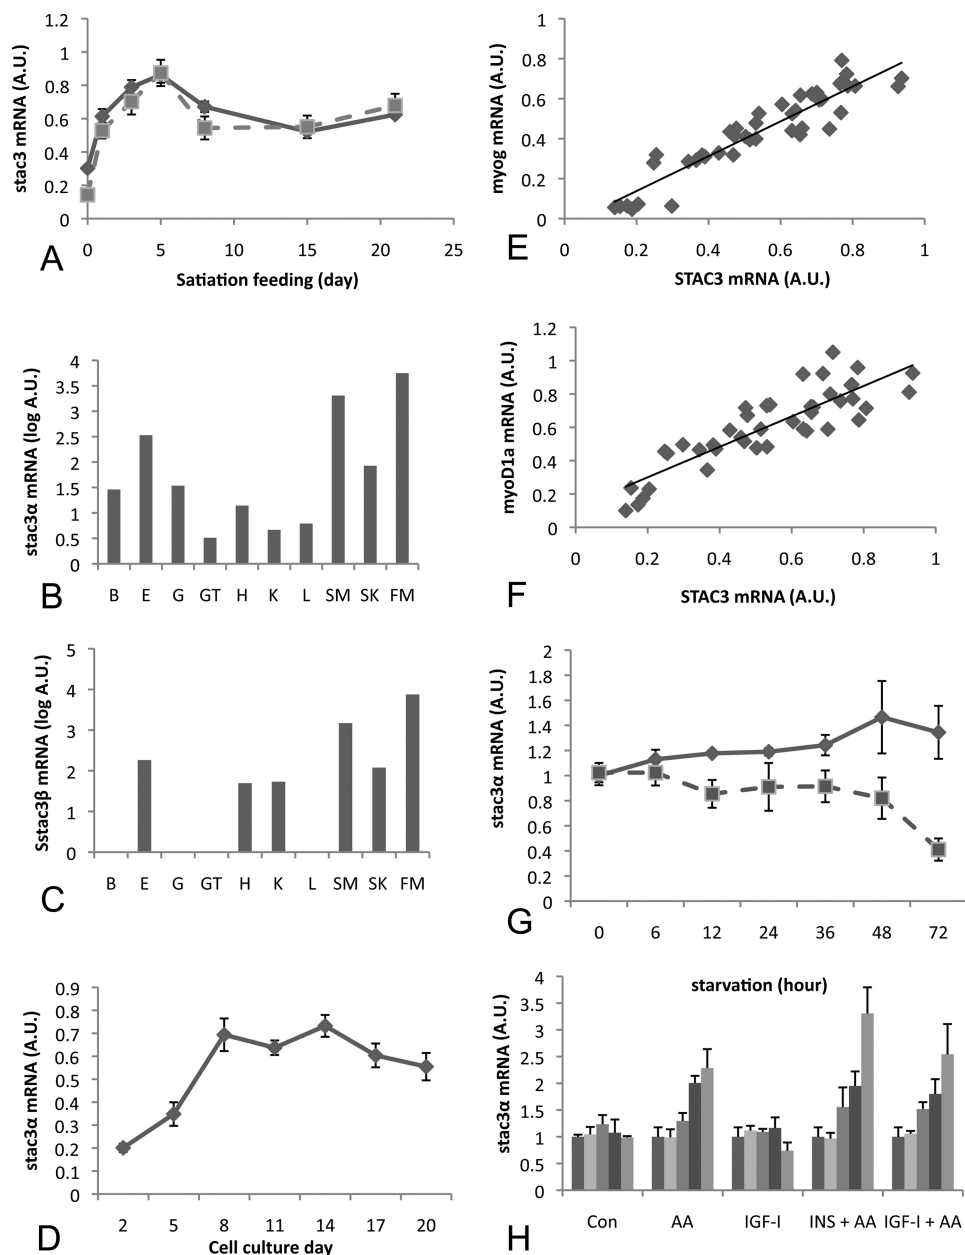 stac3 mRNA (A.U.)
1.2
1
0.8
0.6
0.4
0.2
0
0 5 10 15 20 25
Satiation feeding (day)
A
myog mRNA (A.U.)
1
0.8
0.6
0.4
0.2
0
0 0.2 0.4 0.6 0.8 1
STAC3 mRNA (A.U.)
E
stac3α mRNA (log A.U.)
4
3.5
3
2.5
2
1.5
1
0.5
0
B E G GT H K L SM SK FM
B
myoD1a mRNA (A.U.)
1.2
1
0.8
0.6
0.4
0.2
0
0 0.2 0.4 0.6 0.8 1
STAC3 mRNA (A.U.)
F
Sstac3β mRNA (log A.U.)
5
4
3
2
1
0
B E G GT H K L SM SK FM
C
stac3α mRNA (A.U.)
2
1.8
1.6
1.4
1.2
1
0.8
0.6
0.4
0.2
0
0 6 12 24 36 48 72
G
starvation (hour)
stac3α mRNA (A.U.)
0.9
0.8
0.7
0.6
0.5
0.4
0.3
0.2
0.1
0
2 5 8 11 14 17 20
Cell culture day
D
stac3α mRNA (A.U.)
4
3.5
3
2.5
2
1.5
1
0.5
0
Con AA IGF-I INS + AA IGF-I + AA
H